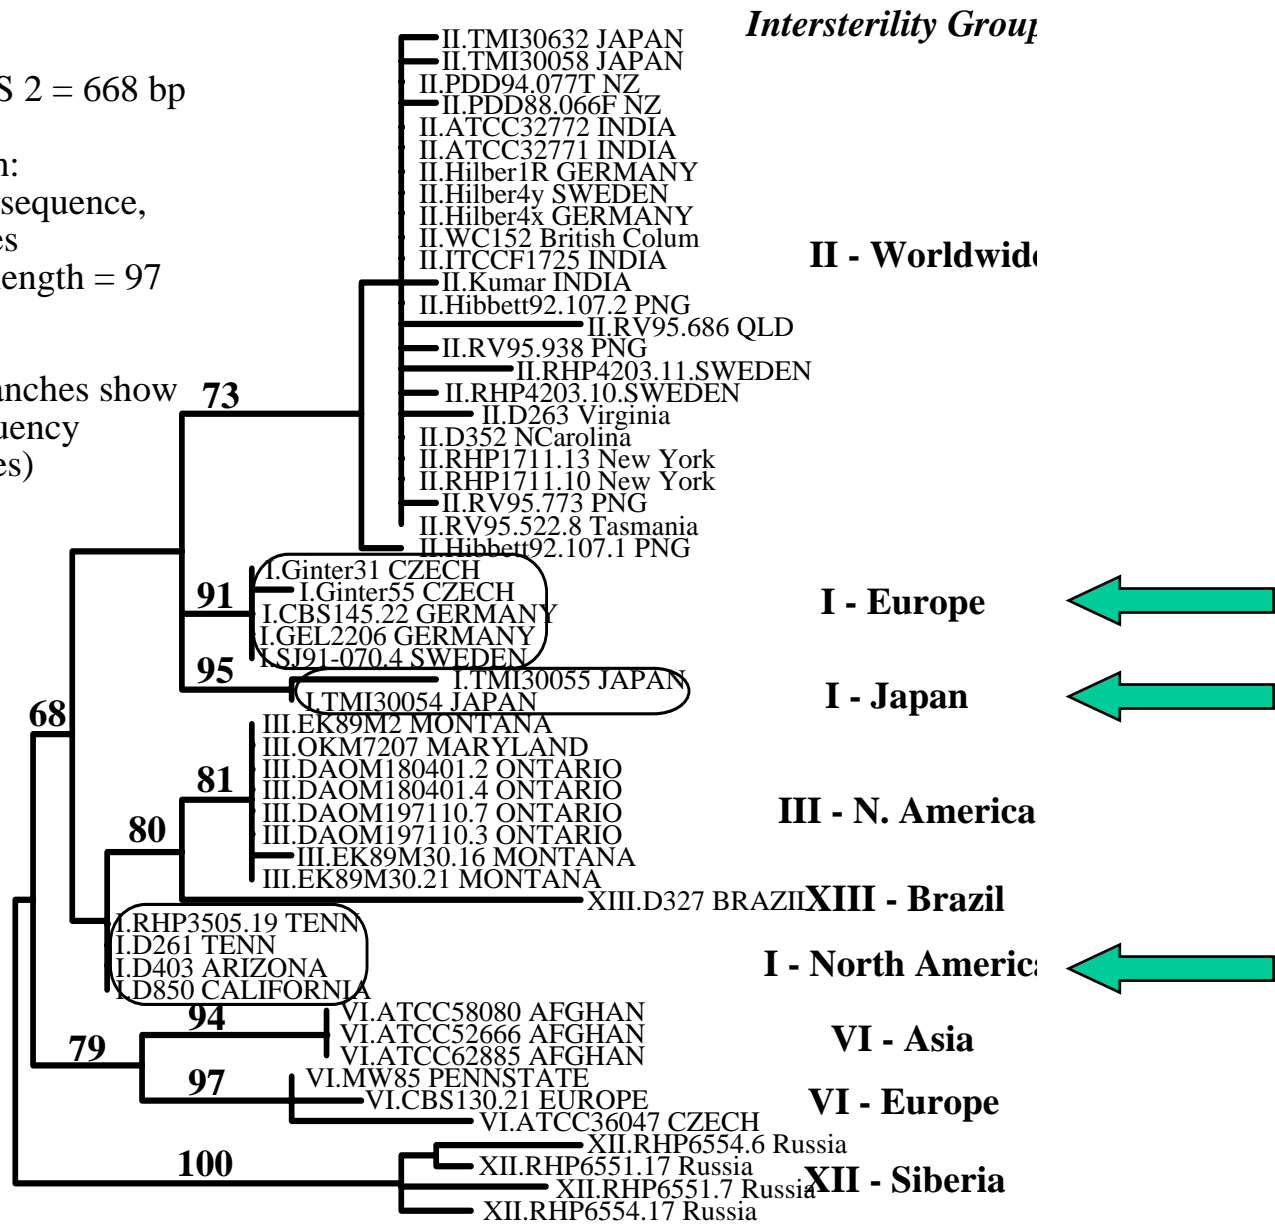 Intersterility Group
S 2 = 668 bp
n:
sequence,
es
length = 97
anches show
uency
es)
II.TMI30632 JAPAN
II.TMI30058 JAPAN
II.PDD94.077T NZ
II.PDD88.066F NZ
II.ATCC32772 INDIA
II.ATCC32771 INDIA
II.Hilber1R GERMANY
II.Hilber4y SWEDEN
II.Hilber4x GERMANY
II.WC152 British Colum
II.ITCCF1725 INDIA
II.Kumar INDIA
II.Hibbett92.107.2 PNG
II.RV95.686 QLD
II.RV95.938 PNG
II.RHP4203.11.SWEDEN
II.RHP4203.10.SWEDEN
II.D263 Virginia
II.D352 NCarolina
II.RHP1711.13 New York
II.RHP1711.10 New York
II.RV95.773 PNG
II.RV95.522.8 Tasmania
II.Hibbett92.107.1 PNG
II - Worldwide
73
I.Ginter31 CZECH
I.Ginter55 CZECH
I.CBS145.22 GERMANY
I.GEL2206 GERMANY
I.SJ91-070.4 SWEDEN
91
I - Europe
I.TMI30055 JAPAN
I.TMI30054 JAPAN
95
I - Japan
68
III.EK89M2 MONTANA
III.OKM7207 MARYLAND
III.DAOM180401.2 ONTARIO
III.DAOM180401.4 ONTARIO
III.DAOM197110.7 ONTARIO
III.DAOM197110.3 ONTARIO
III.EK89M30.16 MONTANA
III.EK89M30.21 MONTANA
81
III - N. America
80
XIII.D327 BRAZIL
XIII - Brazil
I.RHP3505.19 TENN
I.D261 TENN
I.D403 ARIZONA
I.D850 CALIFORNIA
I - North America
94
VI.ATCC58080 AFGHAN
VI.ATCC52666 AFGHAN
VI.ATCC62885 AFGHAN
VI - Asia
79
97
VI.MW85 PENNSTATE
VI.CBS130.21 EUROPE
VI.ATCC36047 CZECH
VI - Europe
100
XII.RHP6554.6 Russia
XII.RHP6551.17 Russia
XII.RHP6551.7 Russia
XII.RHP6554.17 Russia
XII - Siberia